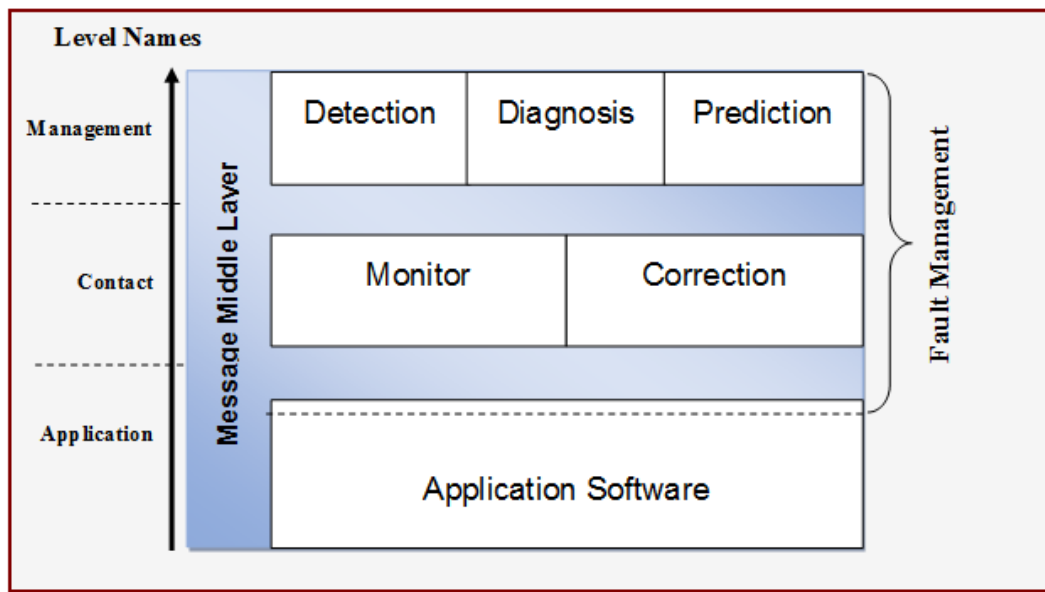 Level Names
Management
Detection
Diagnosis
Prediction
Contact
Monitor
Correction
Application
Application Software
Message Middle Layer
Fault Management